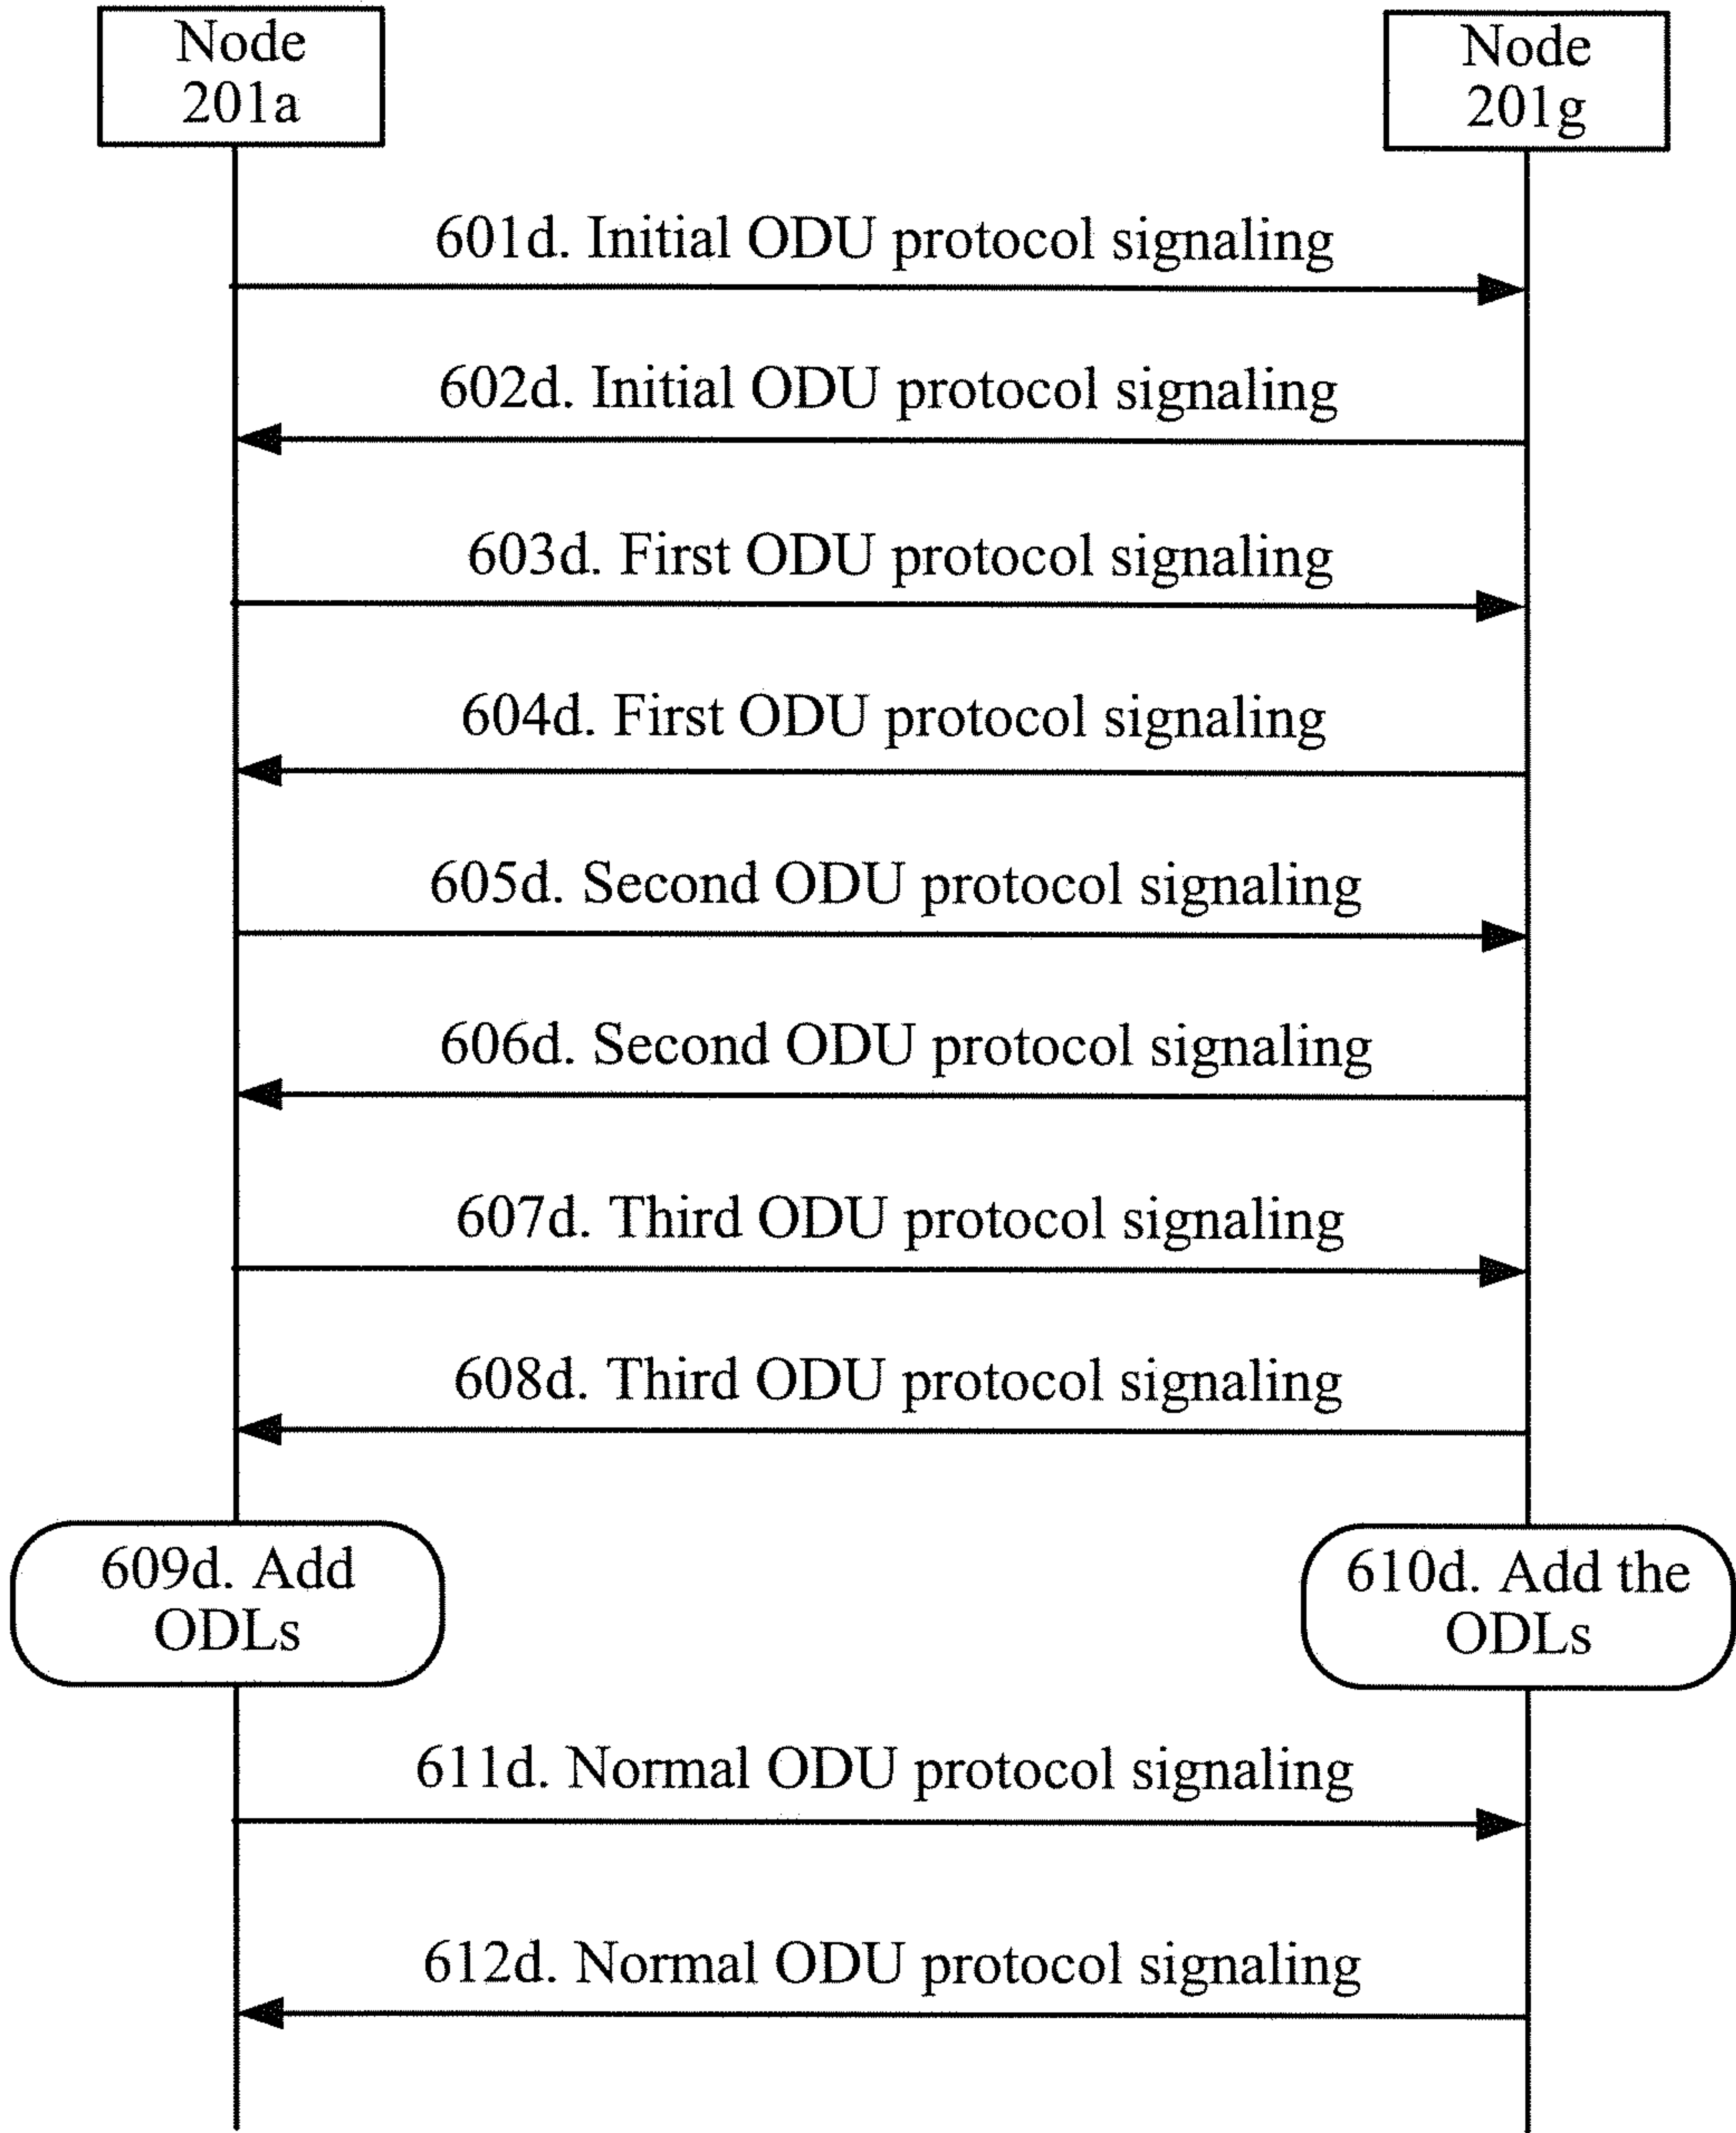 Node
201a
Node
201g
601d. Initial ODU protocol signaling
602d. Initial ODU protocol signaling
603d. First ODU protocol signaling
604d. First ODU protocol signaling
605d. Second ODU protocol signaling
606d. Second ODU protocol signaling
607d. Third ODU protocol signaling
608d. Third ODU protocol signaling
609d. Add
ODLs
610d. Add the
ODLs
611d. Normal ODU protocol signaling
612d. Normal ODU protocol signaling